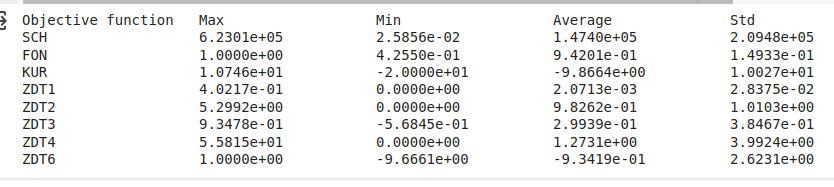 Objective function Max Min Average Std
SCH 6.2301e+05 2.5856e-02 1.4740e+05 2.0948e+05
FON 1.0000e+00 4.2550e-01 9.4201e-01 1.4933e-01
KUR 1.0746e+01 -2.0000e+01 -9.8664e+00 1.0027e+01
ZDT1 4.0217e-01 0.0000e+00 2.0713e-03 2.8375e-02
ZDT2 5.2992e+00 0.0000e+00 9.8262e-01 1.0103e+00
ZDT3 9.3478e-01 -5.6845e-01 2.9939e-01 3.8467e-01
ZDT4 5.5815e+01 0.0000e+00 1.2731e+00 3.9924e+00
ZDT6 1.0000e+00 -9.6661e+00 -9.3419e-01 2.6231e+00